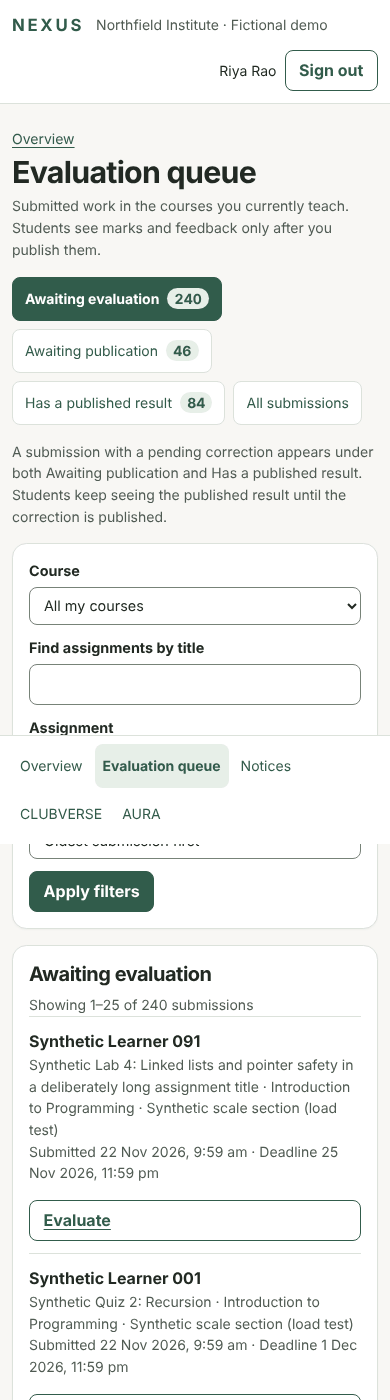 NEXUS Northfield Institute · Fictional demo
Riya Rao Sign out
Overview
Evaluation queue
Submitted work in the courses you currently teach.
Students see marks and feedback only after you
publish them.
Awaiting evaluation 240
Awaiting publication 46
Has a published result 84 All submissions
A submission with a pending correction appears under
both Awaiting publication and Has a published result.
Students keep seeing the published result until the
correction is published.
Course
All my courses
Find assignments by title
Assignment
Overview Evaluation queue Notices
CLUBVERSE AURA
Apply filters
Awaiting evaluation
Showing 1–25 of 240 submissions
Synthetic Learner 091
Synthetic Lab 4: Linked lists and pointer safety in
a deliberately long assignment title · Introduction
to Programming · Synthetic scale section (load
test)
Submitted 22 Nov 2026, 9:59 am · Deadline 25
Nov 2026, 11:59 pm
Evaluate
Synthetic Learner 001
Synthetic Quiz 2: Recursion · Introduction to
Programming · Synthetic scale section (load test)
Submitted 22 Nov 2026, 9:59 am · Deadline 1 Dec
2026, 11:59 pm